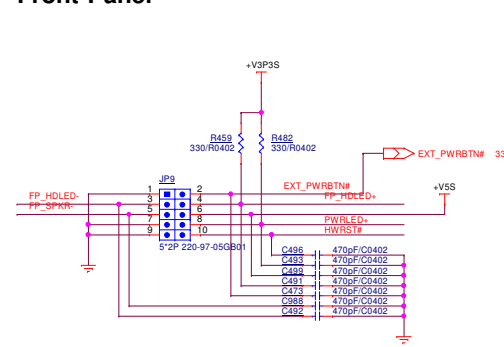 +V3P3S
R459
330/R0402
R482
330/R0402
EXT_PWRBTN#
33
JP9
1 2
3 4
5 6
7 8
9 10
FP_HDLED-
FP_SPKR-
EXT_PWRBTN#
FP_HDLED+
+V5S
PWRLED+
HWRST#
5*2P 220-97-05GB01
C496 470pF/C0402
C493 470pF/C0402
C499 470pF/C0402
C491 470pF/C0402
C473 470pF/C0402
C988 470pF/C0402
C492 470pF/C0402